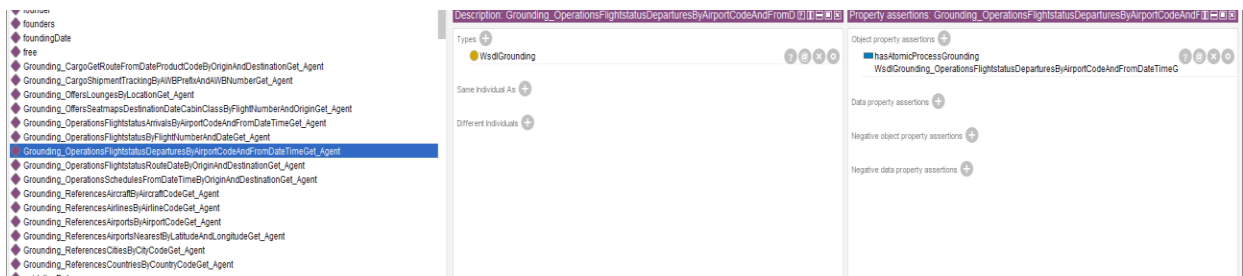 founder
founders
foundingDate
free
Grounding_CargoGetRouteFromDateProductCodeByOriginAndDestinationGet_Agent
Grounding_CargoShipmentTrackingByAWBPrefixAndAWBNumberGet_Agent
Grounding_OffersLoungesByLocationGet_Agent
Grounding_OffersSeatmapsDestinationDateCabinClassByFlightNumberAndOriginGet_Agent
Grounding_OperationsFlightstatusArrivalsByAirportCodeAndFromDateTimeGet_Agent
Grounding_OperationsFlightstatusByFlightNumberAndDateGet_Agent
Grounding_OperationsFlightstatusDeparturesByAirportCodeAndFromDateTimeGet_Agent
Grounding_OperationsFlightstatusRouteDateByOriginAndDestinationGet_Agent
Grounding_OperationsSchedulesFromDateTimeByOriginAndDestinationGet_Agent
Grounding_ReferencesAircraftByAircraftCodeGet_Agent
Grounding_ReferencesAirlinesByAirlineCodeGet_Agent
Grounding_ReferencesAirportsByAirportCodeGet_Agent
Grounding_ReferencesAirportsNearestByLatitudeAndLongitudeGet_Agent
Grounding_ReferencesCitiesByCityCodeGet_Agent
Grounding_ReferencesCountriesByCountryCodeGet_Agent
Description: Grounding_OperationsFlightstatusDeparturesByAirportCodeAndFromD
Types
WsdlGrounding
Same Individual As
Different Individuals
Property assertions: Grounding_OperationsFlightstatusDeparturesByAirportCodeAndF
Object property assertions
hasAtomicProcessGrounding
WsdlGrounding_OperationsFlightstatusDeparturesByAirportCodeAndFromDateTimeG
Data property assertions
Negative object property assertions
Negative data property assertions